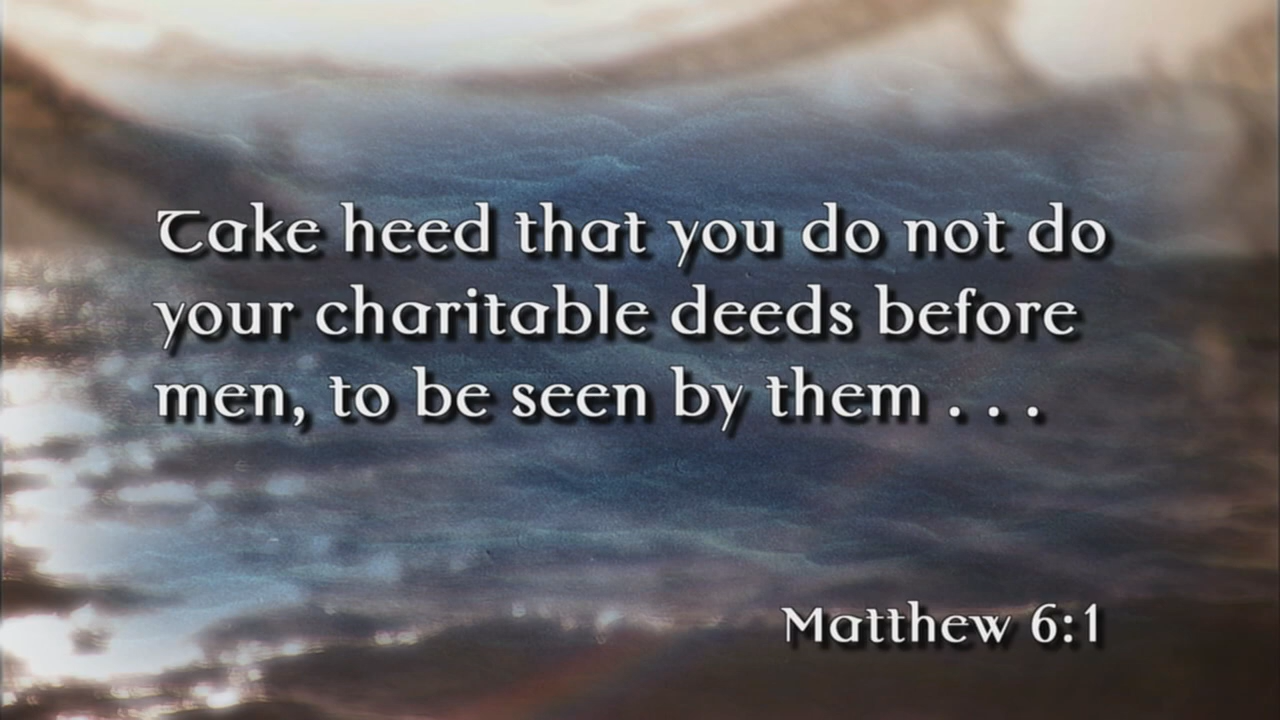 Take heed that you do not do
your charitable deeds before
men, to be seen by them . . .
Matthew 6:1